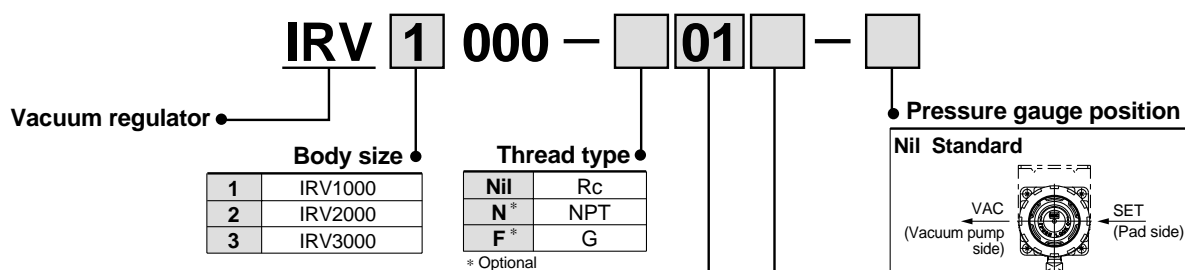 IRV 1 000 — 01 —
Vacuum regulator
Pressure gauge position
Body size
1 IRV1000
2 IRV2000
3 IRV3000
Thread type
Nil Rc
N* NPT
F* G
* Optional
Nil Standard
VAC
(Vacuum pump
side)
SET
(Pad side)